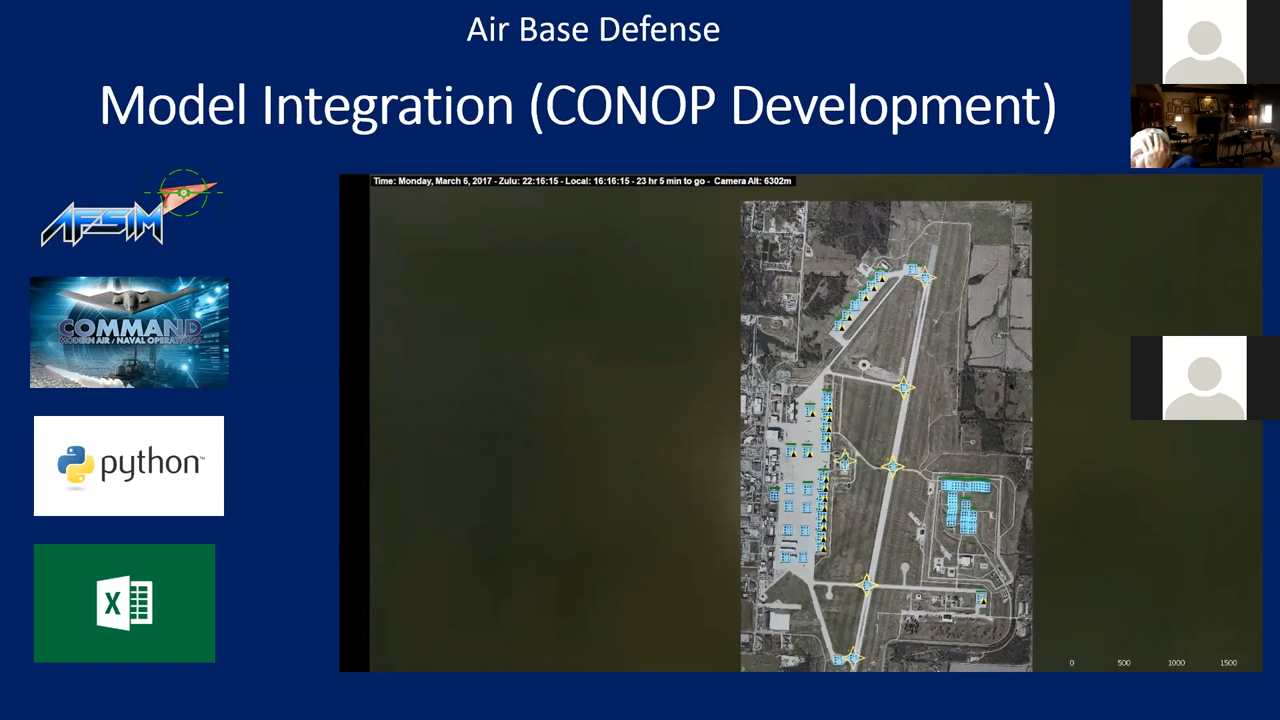 Air Base Defense
Model Integration (CONOP Development)
Time: Monday, March 6, 2017 - Zulu: 22:16:15 - Local: 16:16:15 - 23 hr 5 min to go - Camera Alt: 6302m
AFSIM
COMMAND
MODERN AIR / NAVAL OPERATIONS
python™
X
0 500 1000 1500